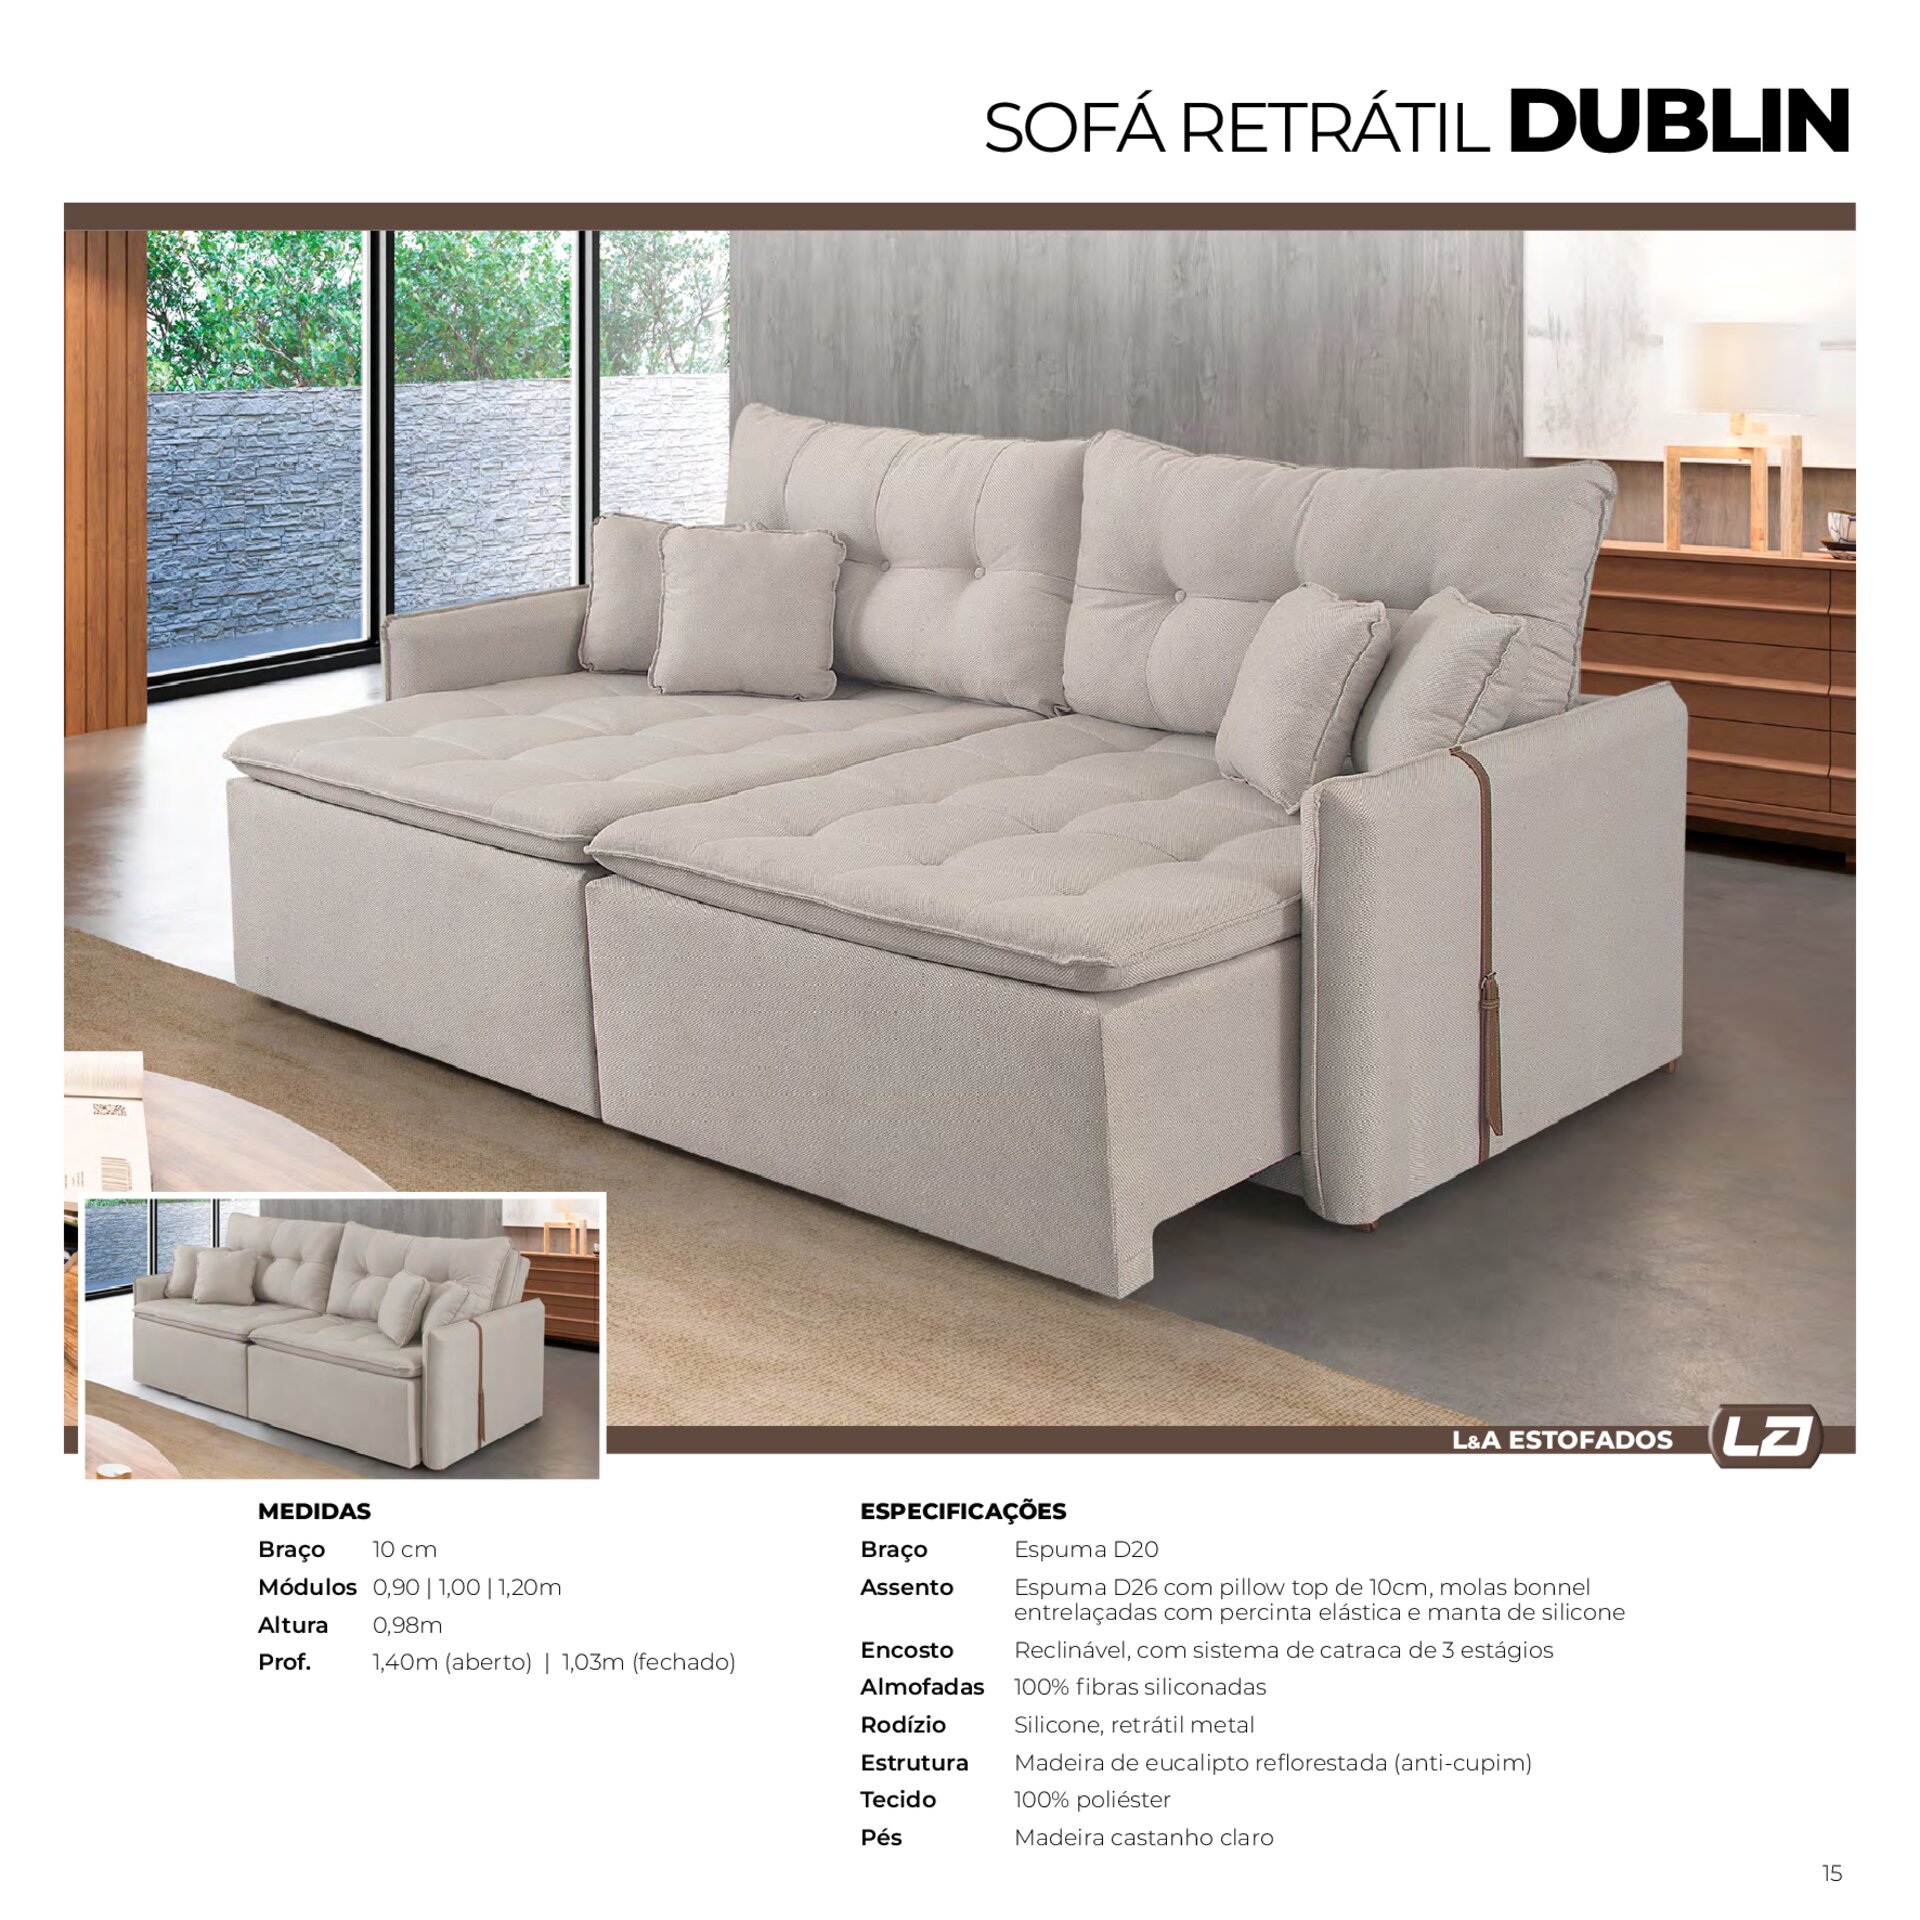 SOFÁ RETRÁTIL DUBLIN
L&A ESTOFADOS
LA
MEDIDAS
Braço 10 cm
Módulos 0,90 | 1,00 | 1,20m
Altura 0,98m
Prof. 1,40m (aberto) | 1,03m (fechado)
ESPECIFICAÇÕES
Braço Espuma D20
Assento Espuma D26 com pillow top de 10cm, molas bonnel
entrelaçadas com percinta elástica e manta de silicone
Encosto Reclinável, com sistema de catraca de 3 estágios
Almofadas 100% fibras siliconadas
Rodízio Silicone, retrátil metal
Estrutura Madeira de eucalipto reflorestada (anti-cupim)
Tecido 100% poliéster
Pés Madeira castanho claro
15